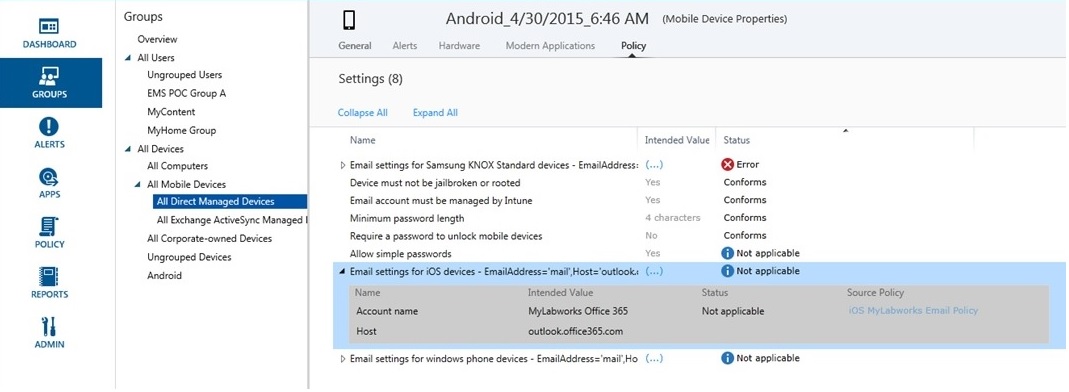 DASHBOARD
GROUPS
ALERTS
APPS
POLICY
REPORTS
ADMIN
Groups
Overview
All Users
Ungrouped Users
EMS POC Group A
MyContent
MyHome Group
All Devices
All Computers
All Mobile Devices
All Direct Managed Devices
All Exchange ActiveSync Managed
All Corporate-owned Devices
Ungrouped Devices
Android
Android_4/30/2015_6:46 AM (Mobile Device Properties)
General Alerts Hardware Modern Applications Policy
Settings (8)
Collapse All Expand All
Name Intended Value Status
Email settings for Samsung KNOX Standard devices - EmailAddress= (...) Error
Device must not be jailbroken or rooted Yes Conforms
Email account must be managed by Intune Yes Conforms
Minimum password length 4 characters Conforms
Require a password to unlock mobile devices No Conforms
Allow simple passwords Yes Not applicable
Email settings for iOS devices - EmailAddress='mail',Host='outlook. (...) Not applicable
Name Intended Value Status Source Policy
Account name MyLabworks Office 365 Not applicable iOS MyLabworks Email Policy
Host outlook.office365.com
Email settings for windows phone devices - EmailAddress='mail',Ho (...) Not applicable